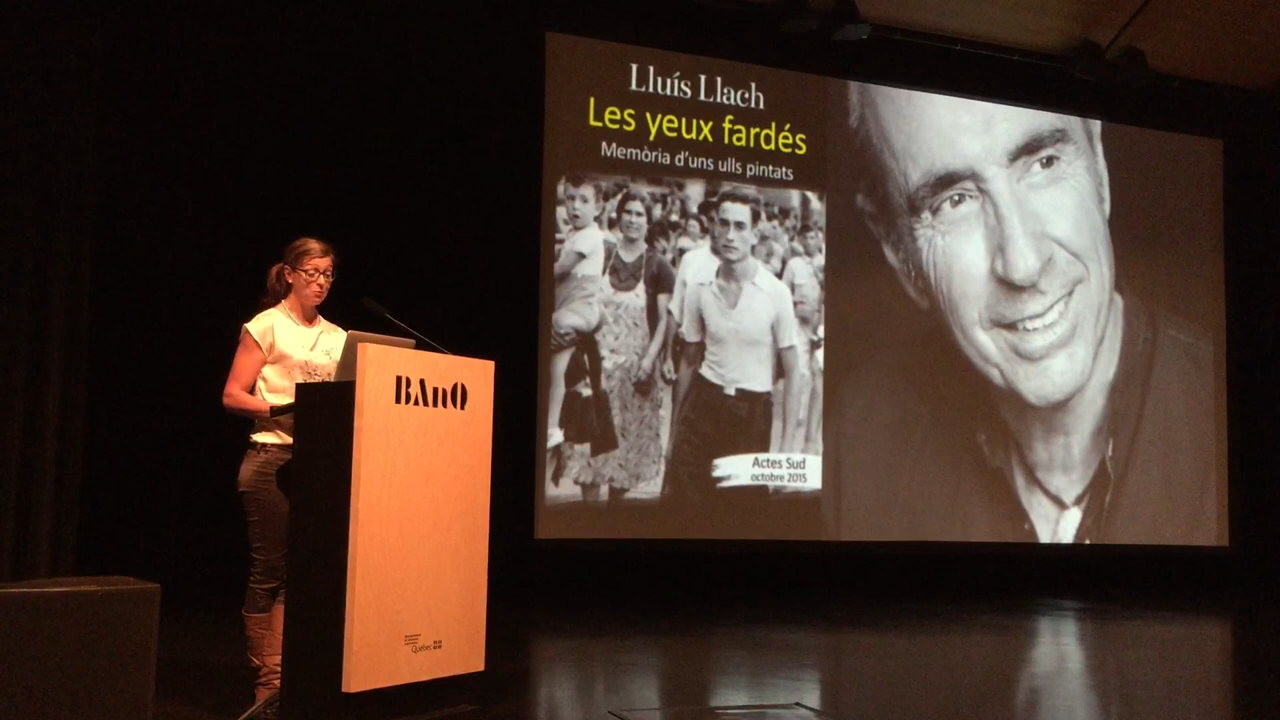 Lluís Llach
Les yeux fardés
Memòria d'uns ulls pintats
Actes Sud
octobre 2015
BAnQ
Québec